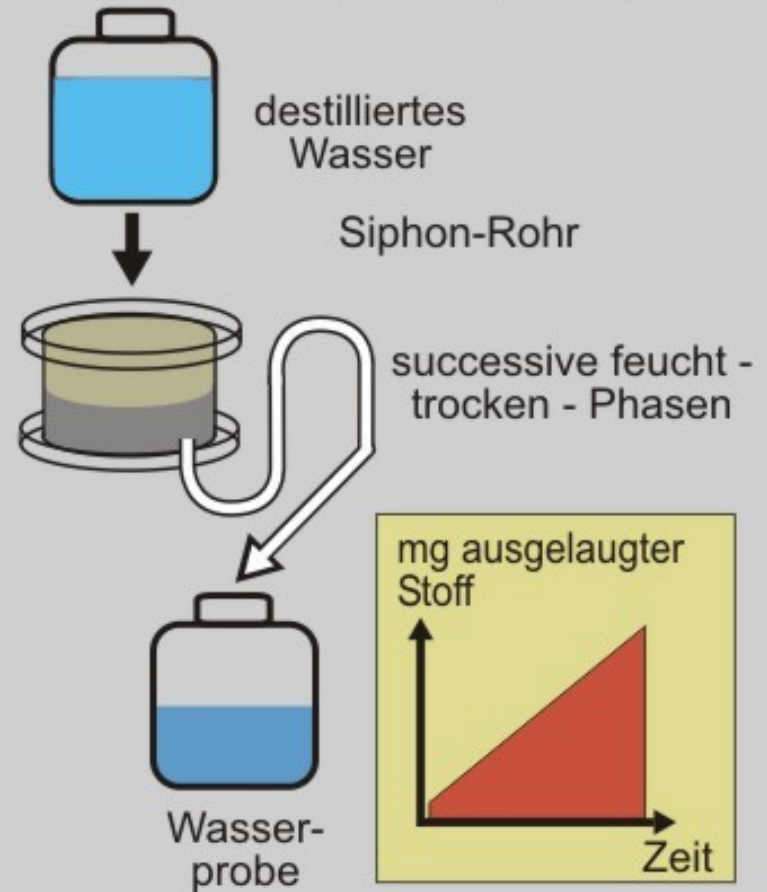 destilliertes
Wasser
Siphon-Rohr
successive feucht -
trocken - Phasen
mg ausgelaugter
Stoff
Zeit
Wasser-
probe